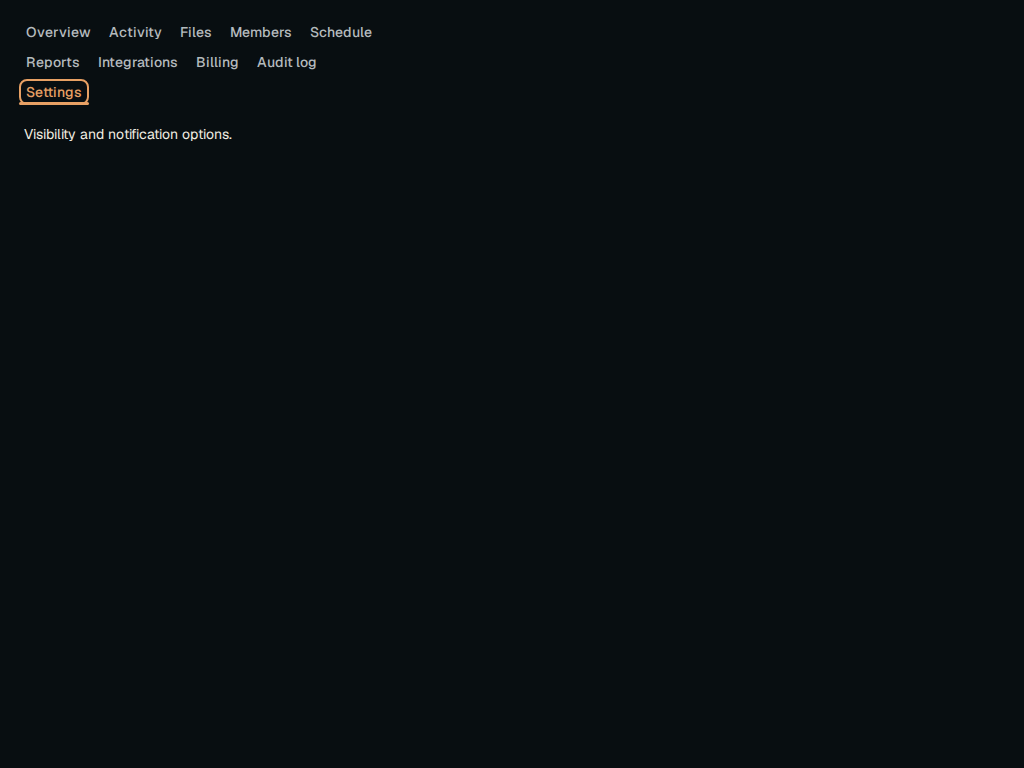 Overview Activity Files Members Schedule
Reports Integrations Billing Audit log
Settings
Visibility and notification options.